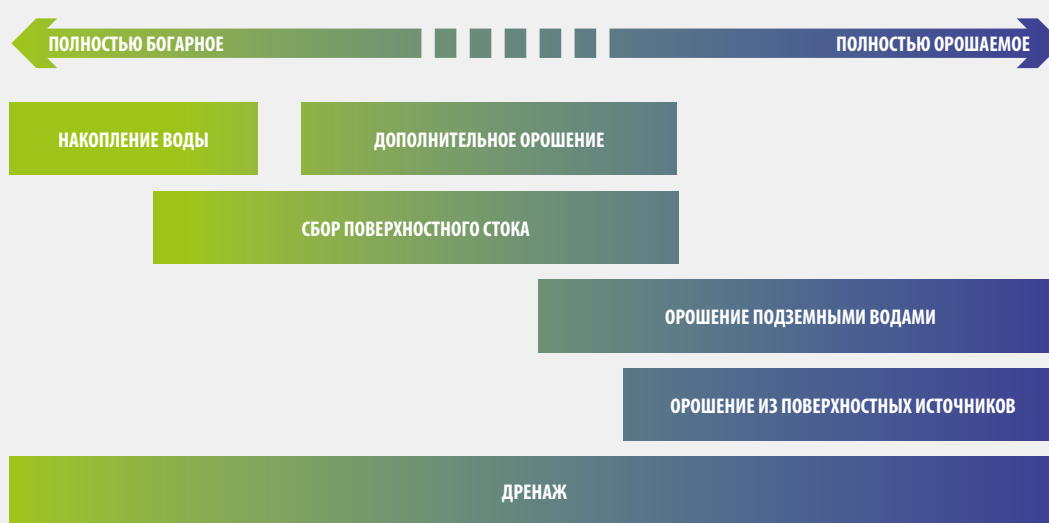 ПОЛНОСТЬЮ БОГАРНОЕ
ПОЛНОСТЬЮ ОРОШАЕМОЕ
НАКОПЛЕНИЕ ВОДЫ
ДОПОЛНИТЕЛЬНОЕ ОРОШЕНИЕ
СБОР ПОВЕРХНОСТНОГО СТОКА
ОРОШЕНИЕ ПОДЗЕМНЫМИ ВОДАМИ
ОРОШЕНИЕ ИЗ ПОВЕРХНОСТНЫХ ИСТОЧНИКОВ
ДРЕНАЖ